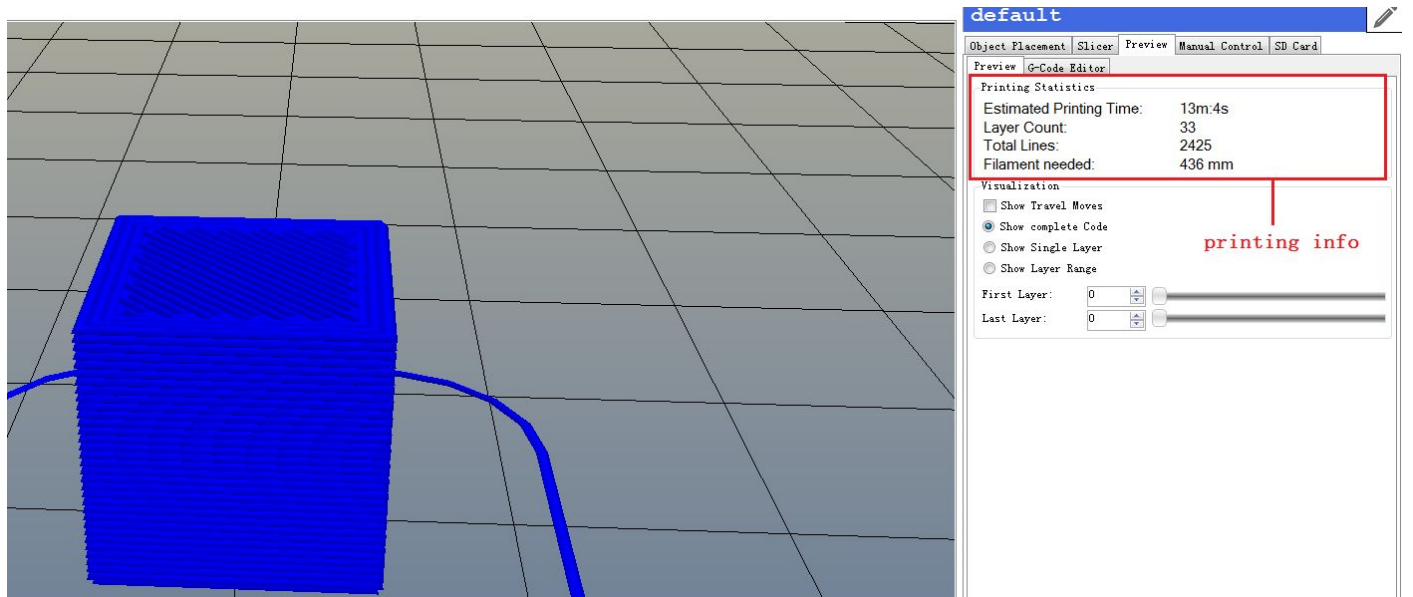 default
Object Placement Slicer Preview Manual Control SD Card
Preview G-Code Editor
Printing Statistics
Estimated Printing Time: 13m:4s
Layer Count: 33
Total Lines: 2425
Filament needed: 436 mm
Visualization
Show Travel Moves
Show complete Code
Show Single Layer
Show Layer Range
printing info
First Layer: 0
Last Layer: 0